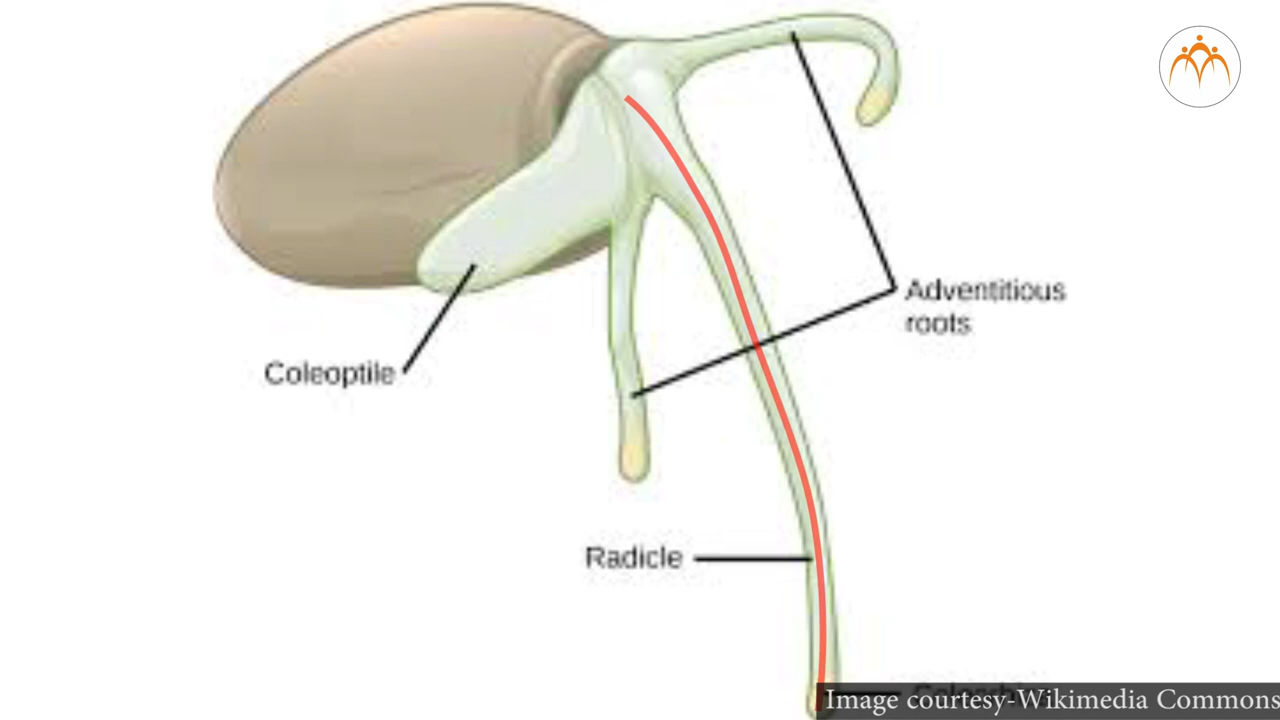 Adventitious
roots
Coleoptile
Radicle
Image courtesy-Wikimedia Commons